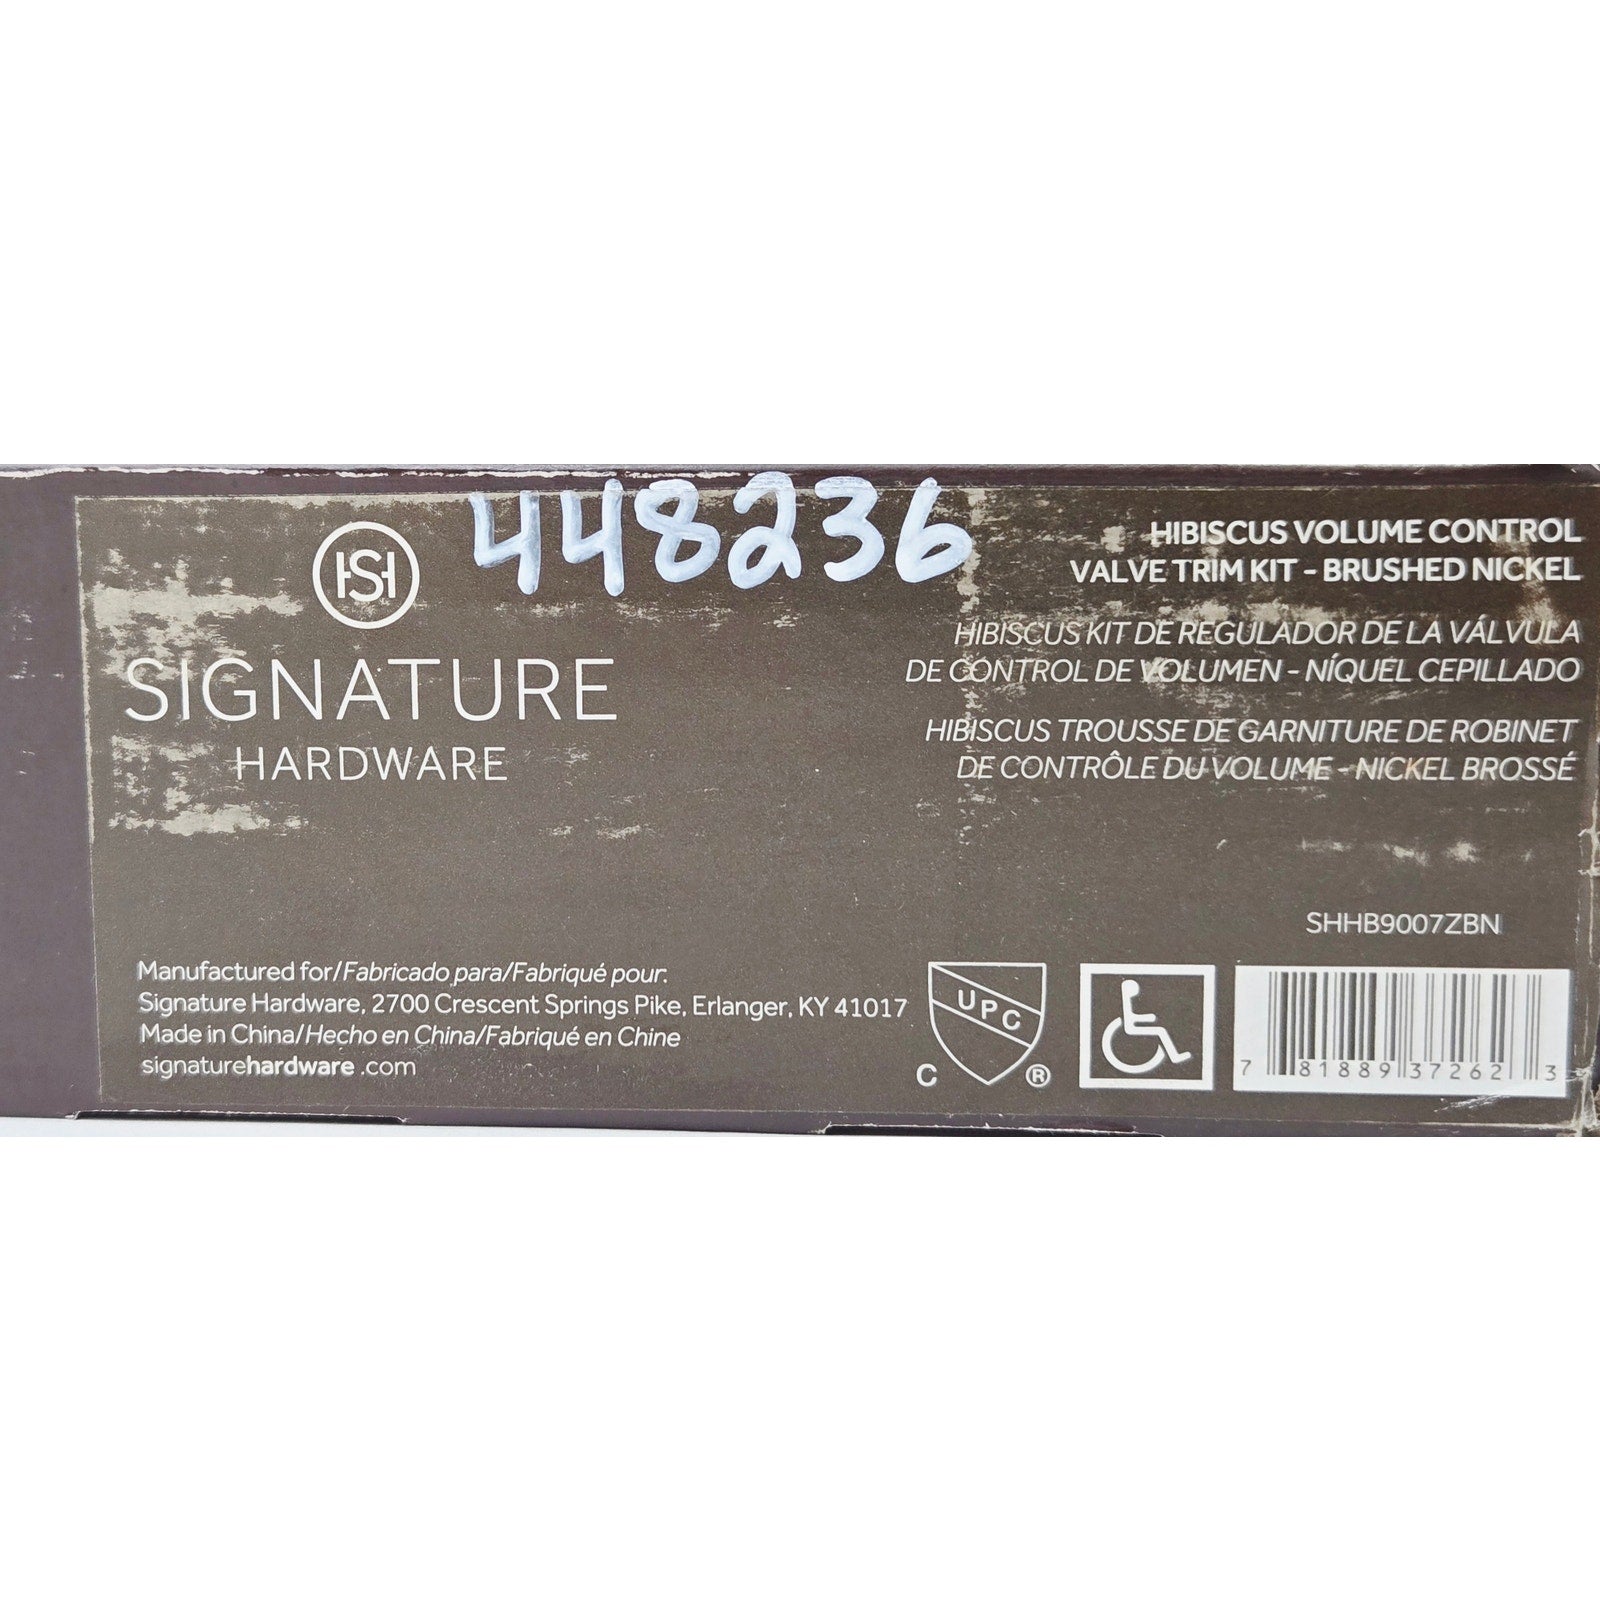 448236
HSH
SIGNATURE
HARDWARE
HIBISCUS VOLUME CONTROL
VALVE TRIM KIT - BRUSHED NICKEL
HIBISCUS KIT DE REGULADOR DE LA VÁLVULA
DE CONTROL DE VOLUMEN - NÍQUEL CEPILLADO
HIBISCUS TROUSSE DE GARNITURE DE ROBINET
DE CONTRÔLE DU VOLUME - NICKEL BROSSÉ
SHHB9007ZBN
Manufactured for/Fabricado para/Fabriqué pour:
Signature Hardware, 2700 Crescent Springs Pike, Erlanger, KY 41017
Made in China/Hecho en China/Fabriqué en Chine
signaturehardware .com
UPC
C ®
7 81889 37262 3